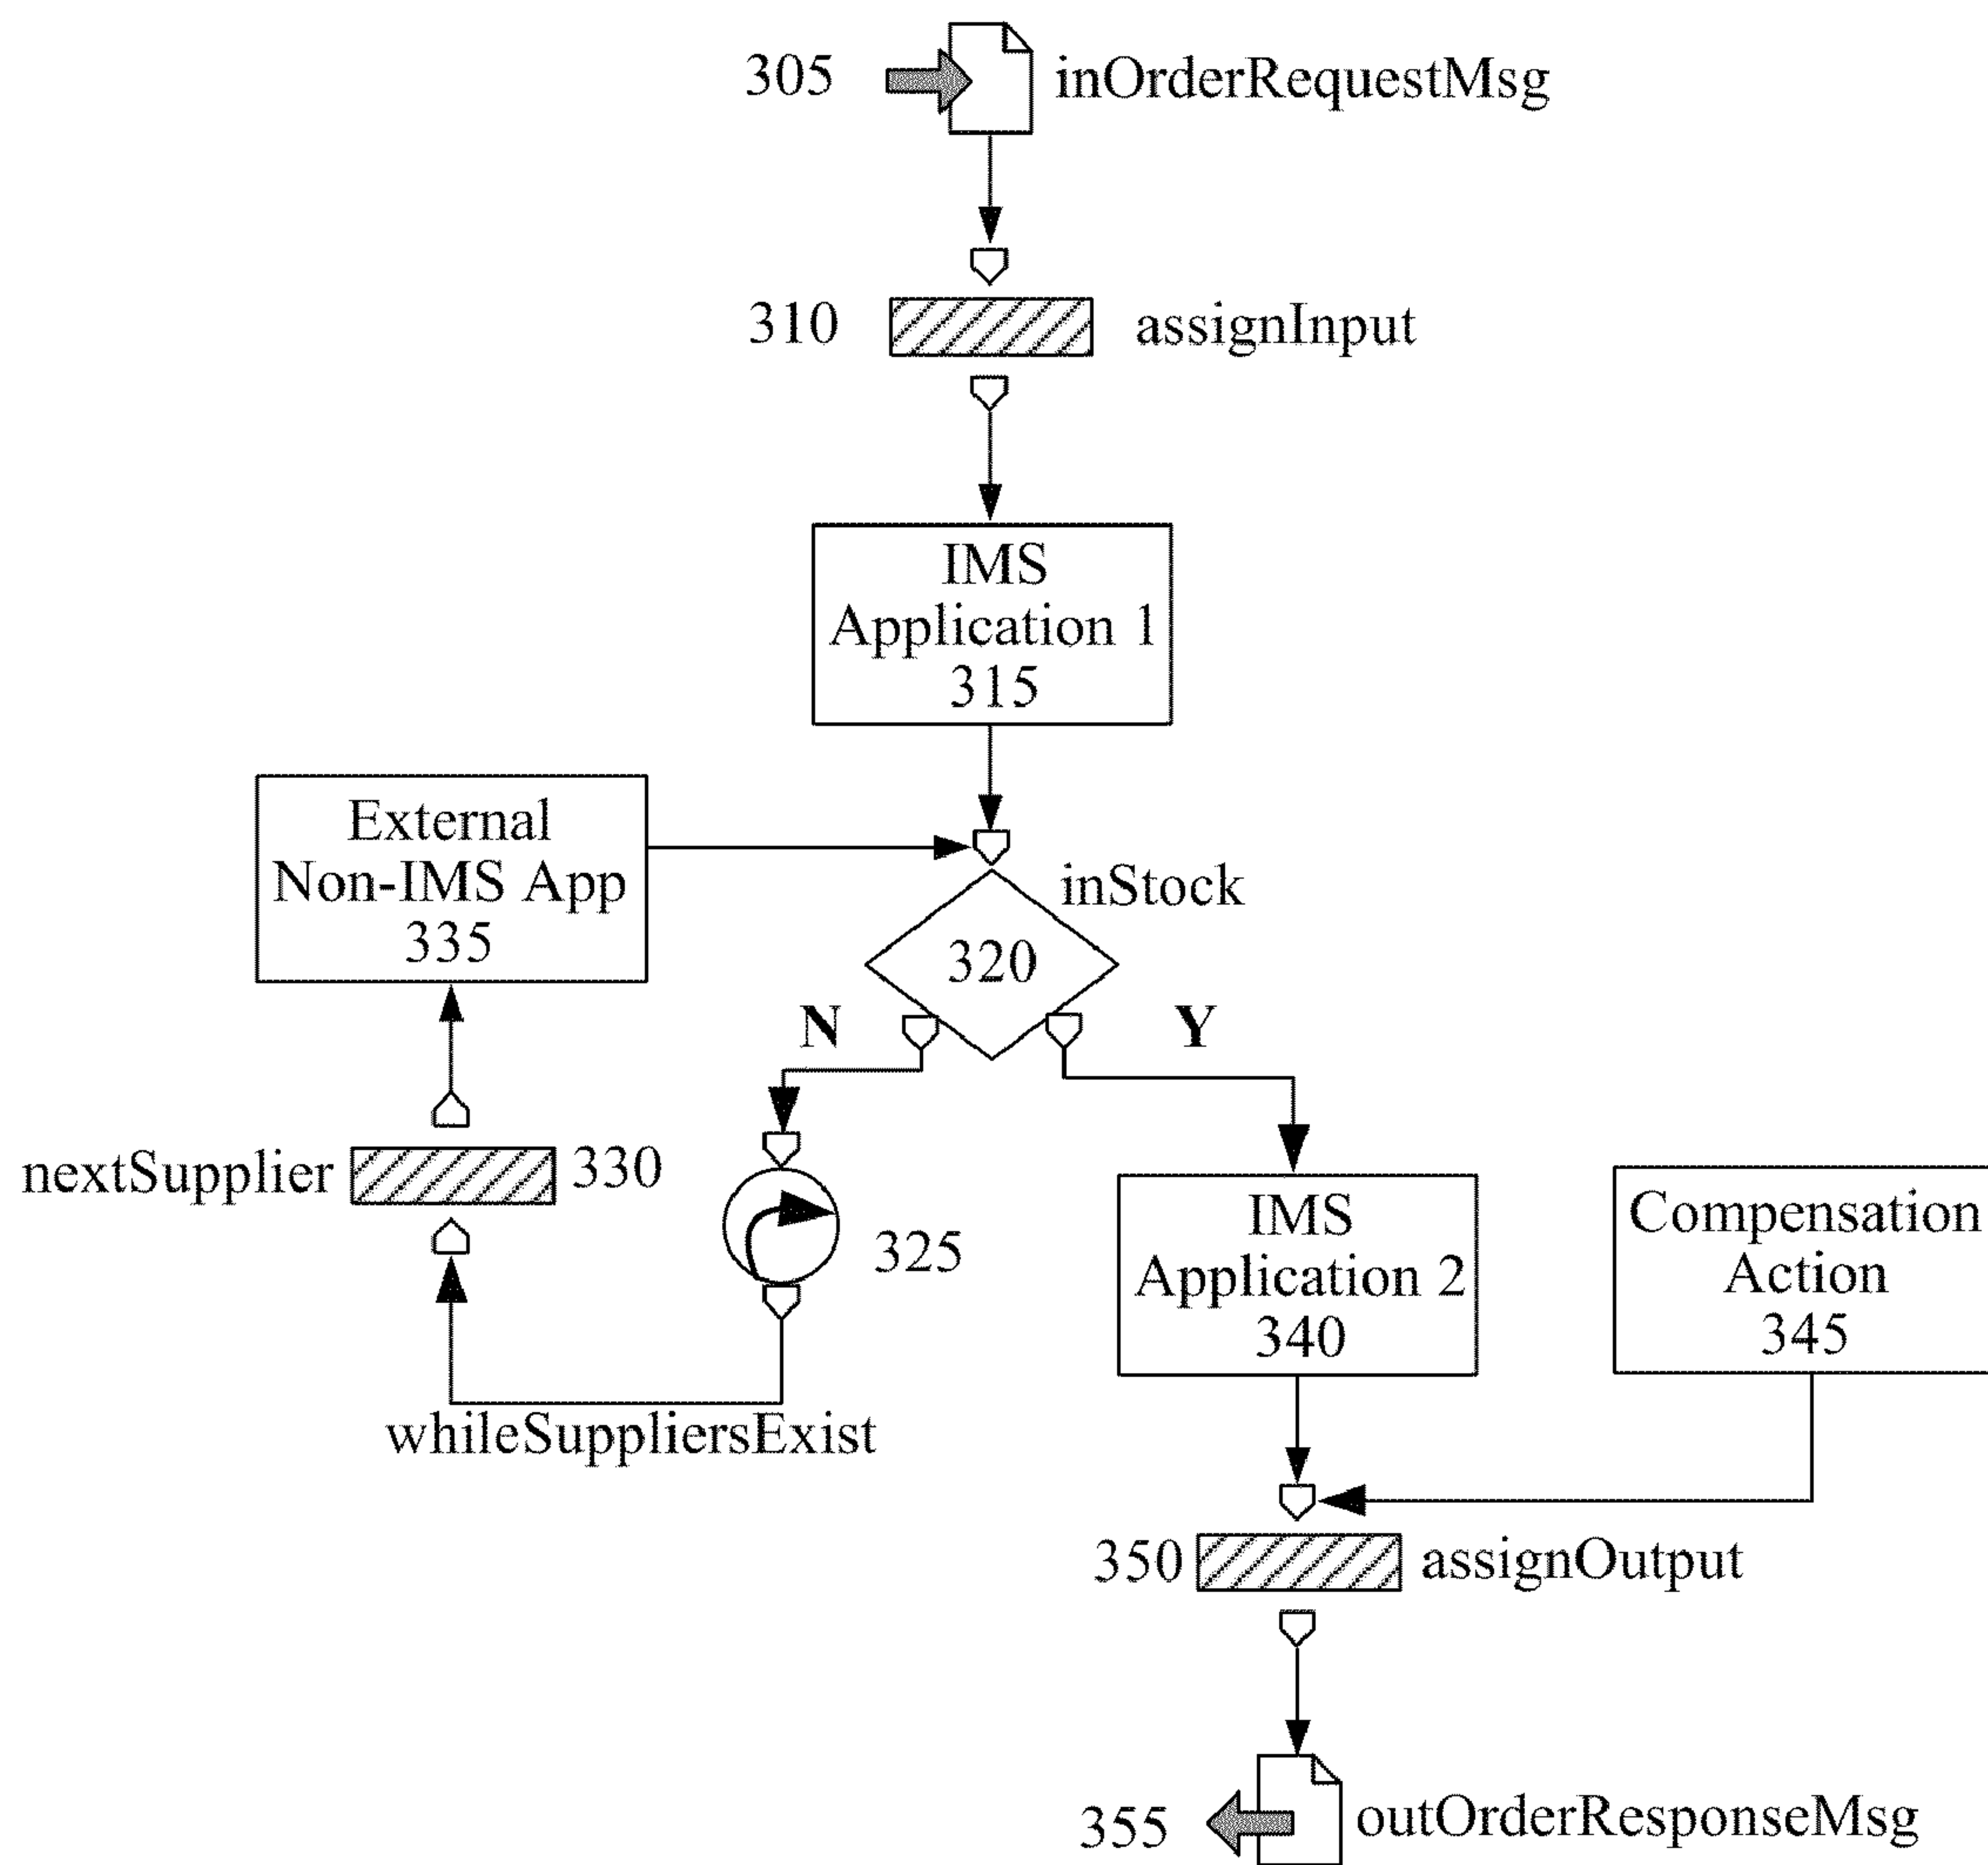 305 inOrderRequestMsg
310 assignInput
IMS
Application 1
315
External
Non-IMS App
335
inStock
320
N Y
nextSupplier 330
325
whileSuppliersExist
IMS
Application 2
340
Compensation
Action
345
350 assignOutput
355 outOrderResponseMsg